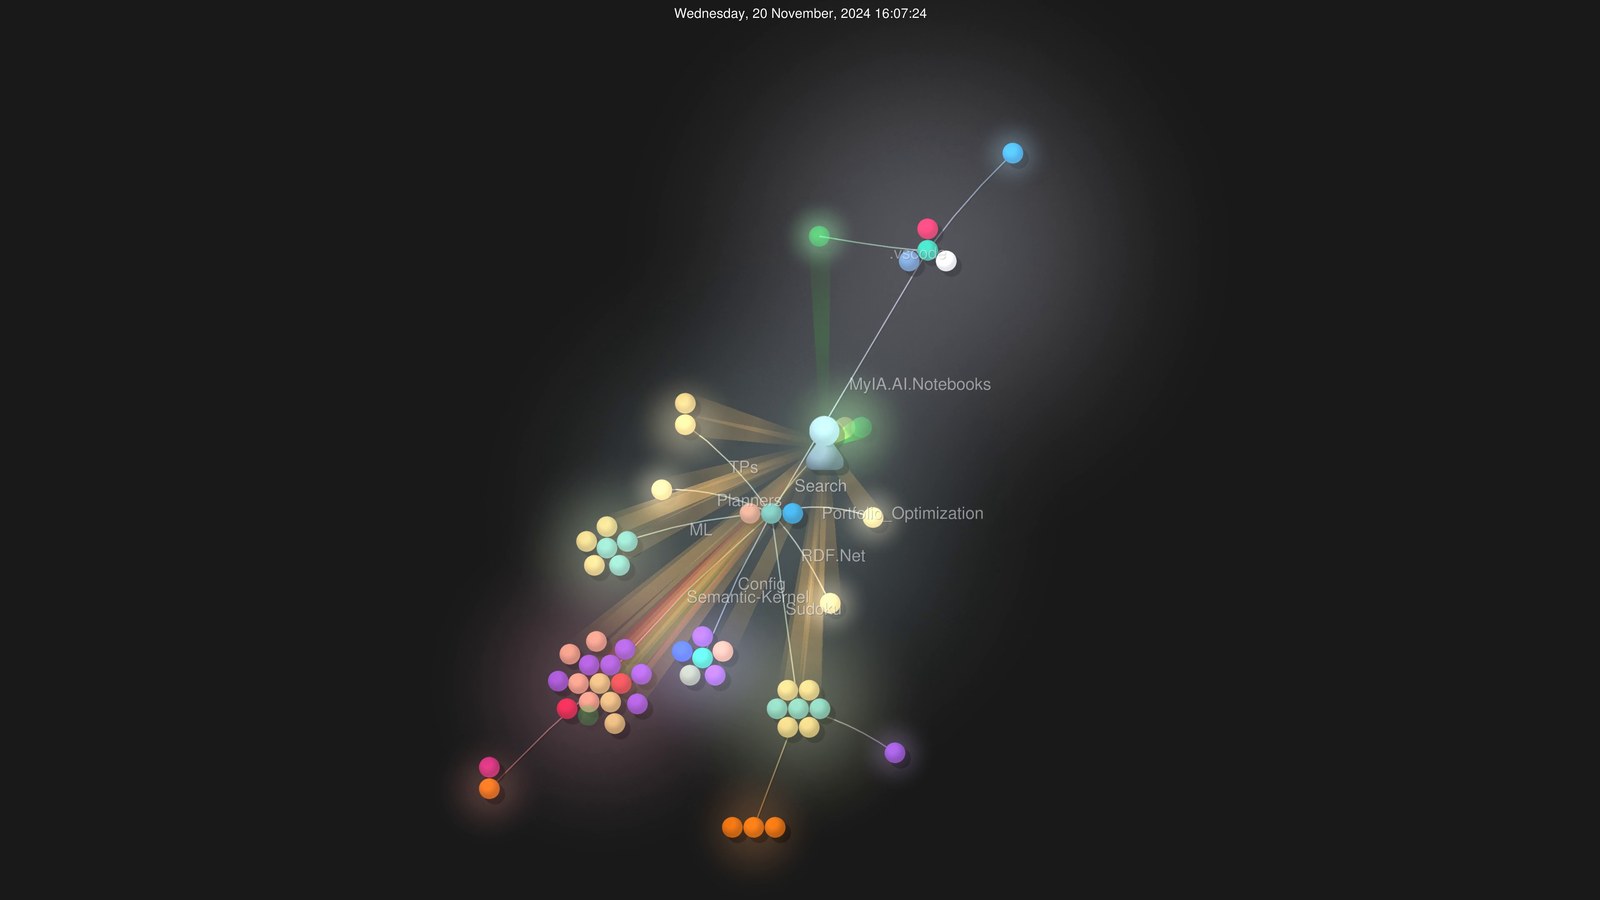 Wednesday, 20 November, 2024 16:07:24
.vscode
MyIA.AI.Notebooks
TPs
Search
Planners
Portfolio_Optimization
ML
RDF.Net
Config
Semantic-Kernel
Sudoku